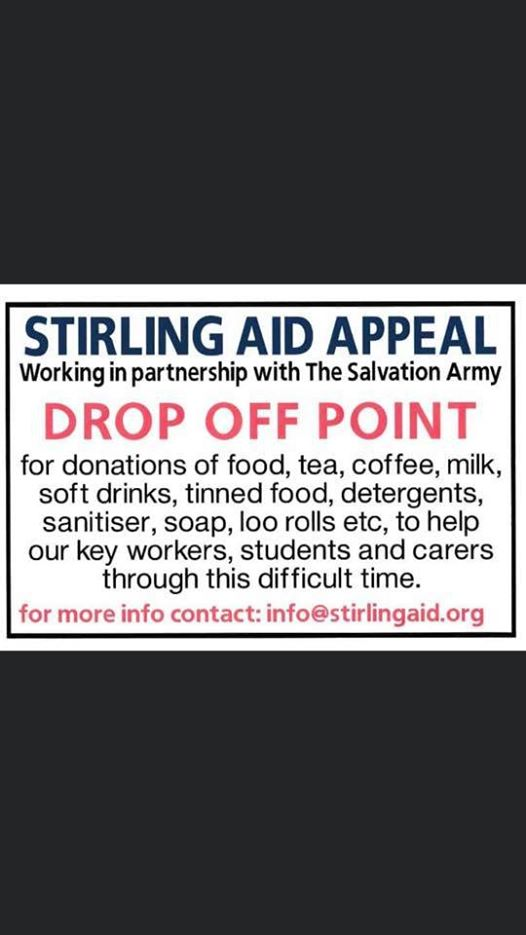 STIRLING AID APPEAL
Working in partnership with The Salvation Army
DROP OFF POINT
for donations of food, tea, coffee, milk,
soft drinks, tinned food, detergents,
sanitiser, soap, loo rolls etc, to help
our key workers, students and carers
through this difficult time.
for more info contact: info@stirlingaid.org